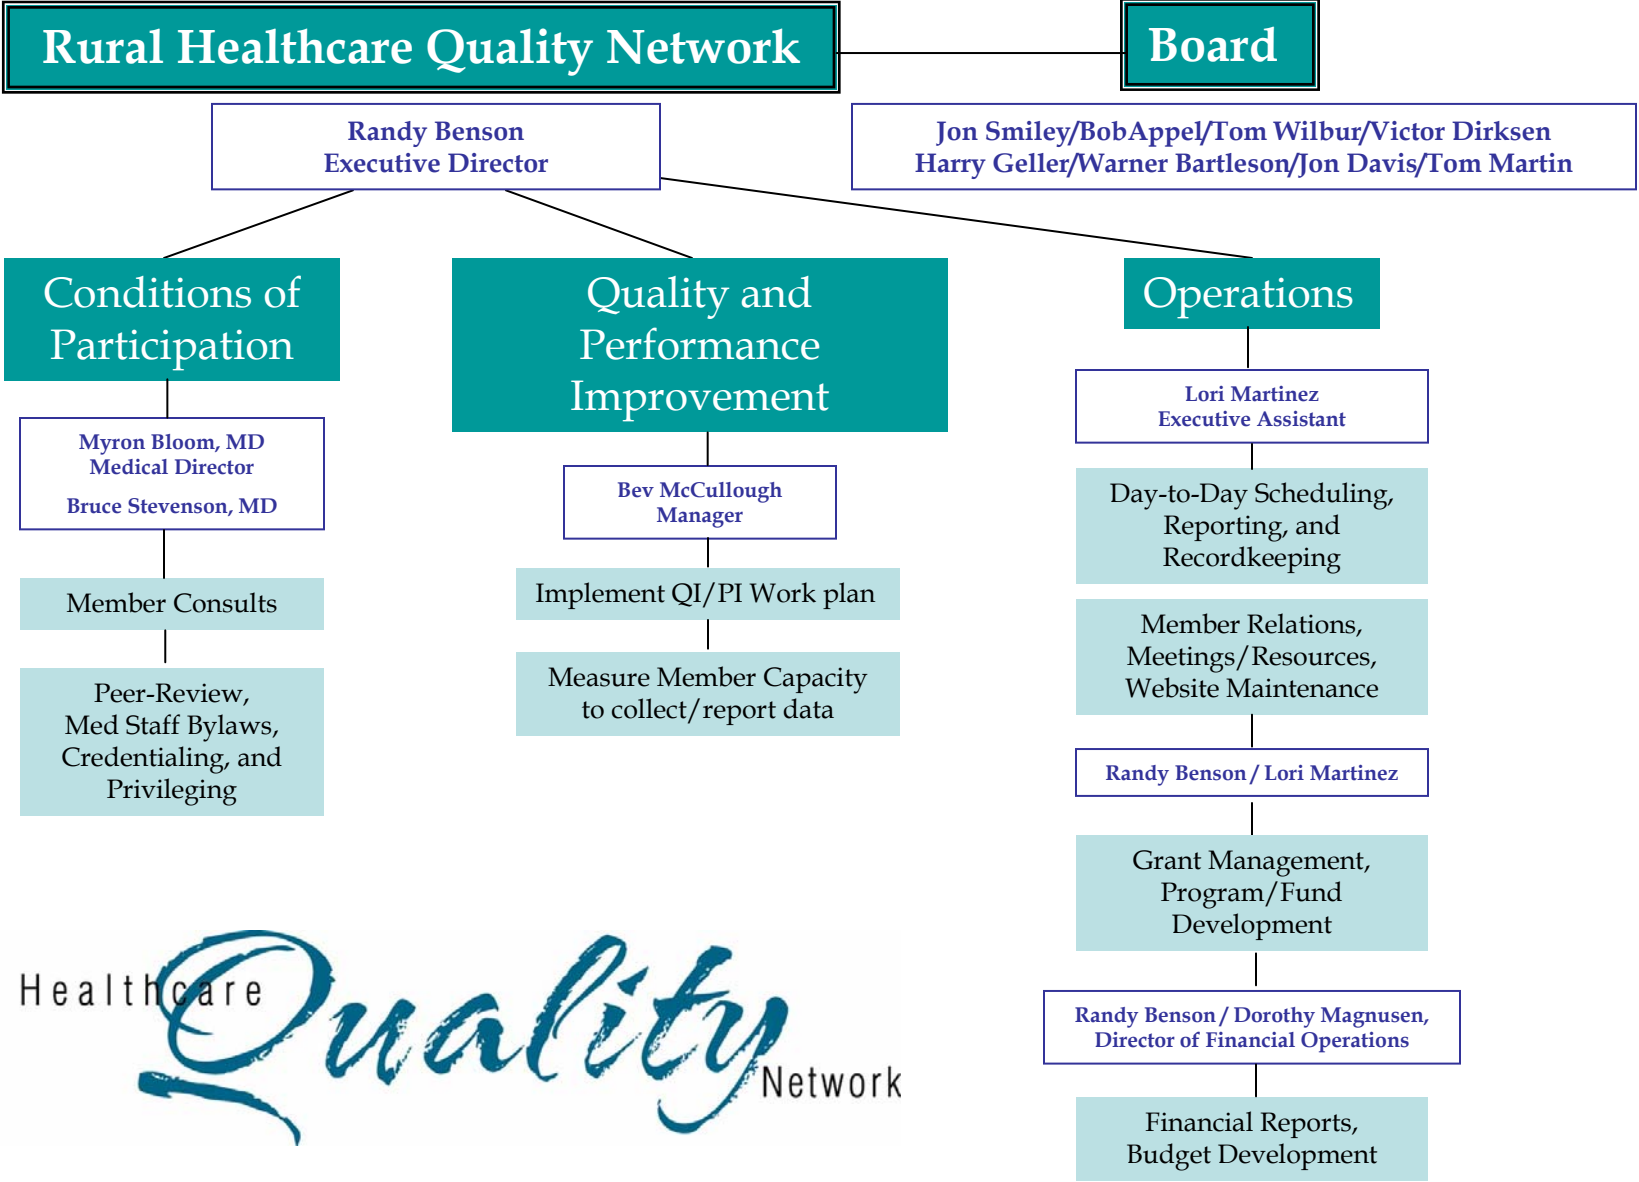 Rural Healthcare Quality Network
Board
Randy Benson
Executive Director
Jon Smiley/BobAppel/Tom Wilbur/Victor Dirksen
Harry Geller/Warner Bartleson/Jon Davis/Tom Martin
Conditions of
Participation
Myron Bloom, MD
Medical Director
Bruce Stevenson, MD
Member Consults
Peer-Review,
Med Staff Bylaws,
Credentialing, and
Privileging
Quality and
Performance
Improvement
Bev McCullough
Manager
Implement QI/PI Work plan
Measure Member Capacity
to collect/report data
Operations
Lori Martinez
Executive Assistant
Day-to-Day Scheduling,
Reporting, and
Recordkeeping
Member Relations,
Meetings/Resources,
Website Maintenance
Randy Benson / Lori Martinez
Grant Management,
Program/Fund
Development
Randy Benson / Dorothy Magnusen,
Director of Financial Operations
Financial Reports,
Budget Development
Healthcare
Quality
Network